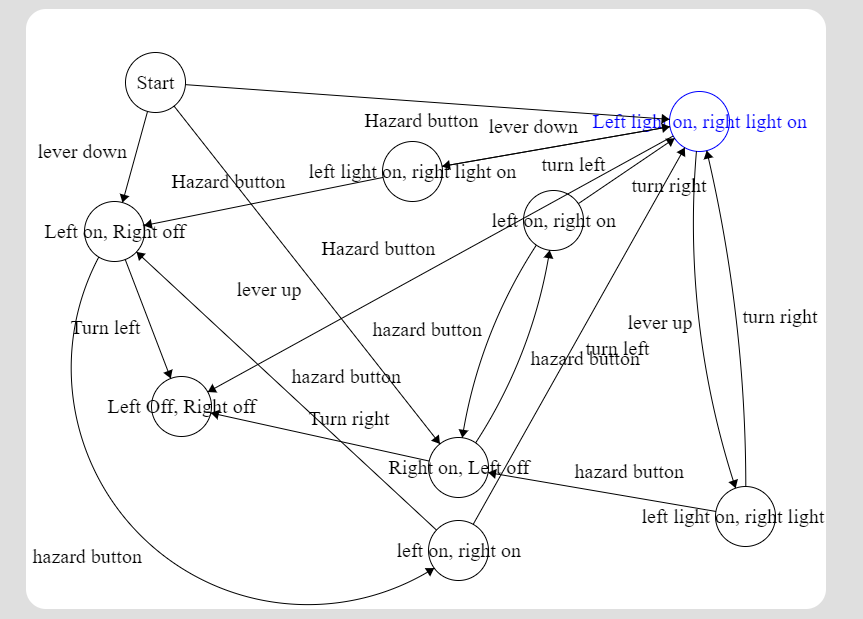 Start
Hazard button
lever down
Left light on, right light on
lever down
turn left
left light on, right light on
Hazard button
turn right
left on, right on
Left on, Right off
Hazard button
lever up
turn right
lever up
Turn left
hazard button
turn left
hazard button
hazard button
Left Off, Right off
Turn right
Right on, Left off
hazard button
left light on, right light
left on, right on
hazard button